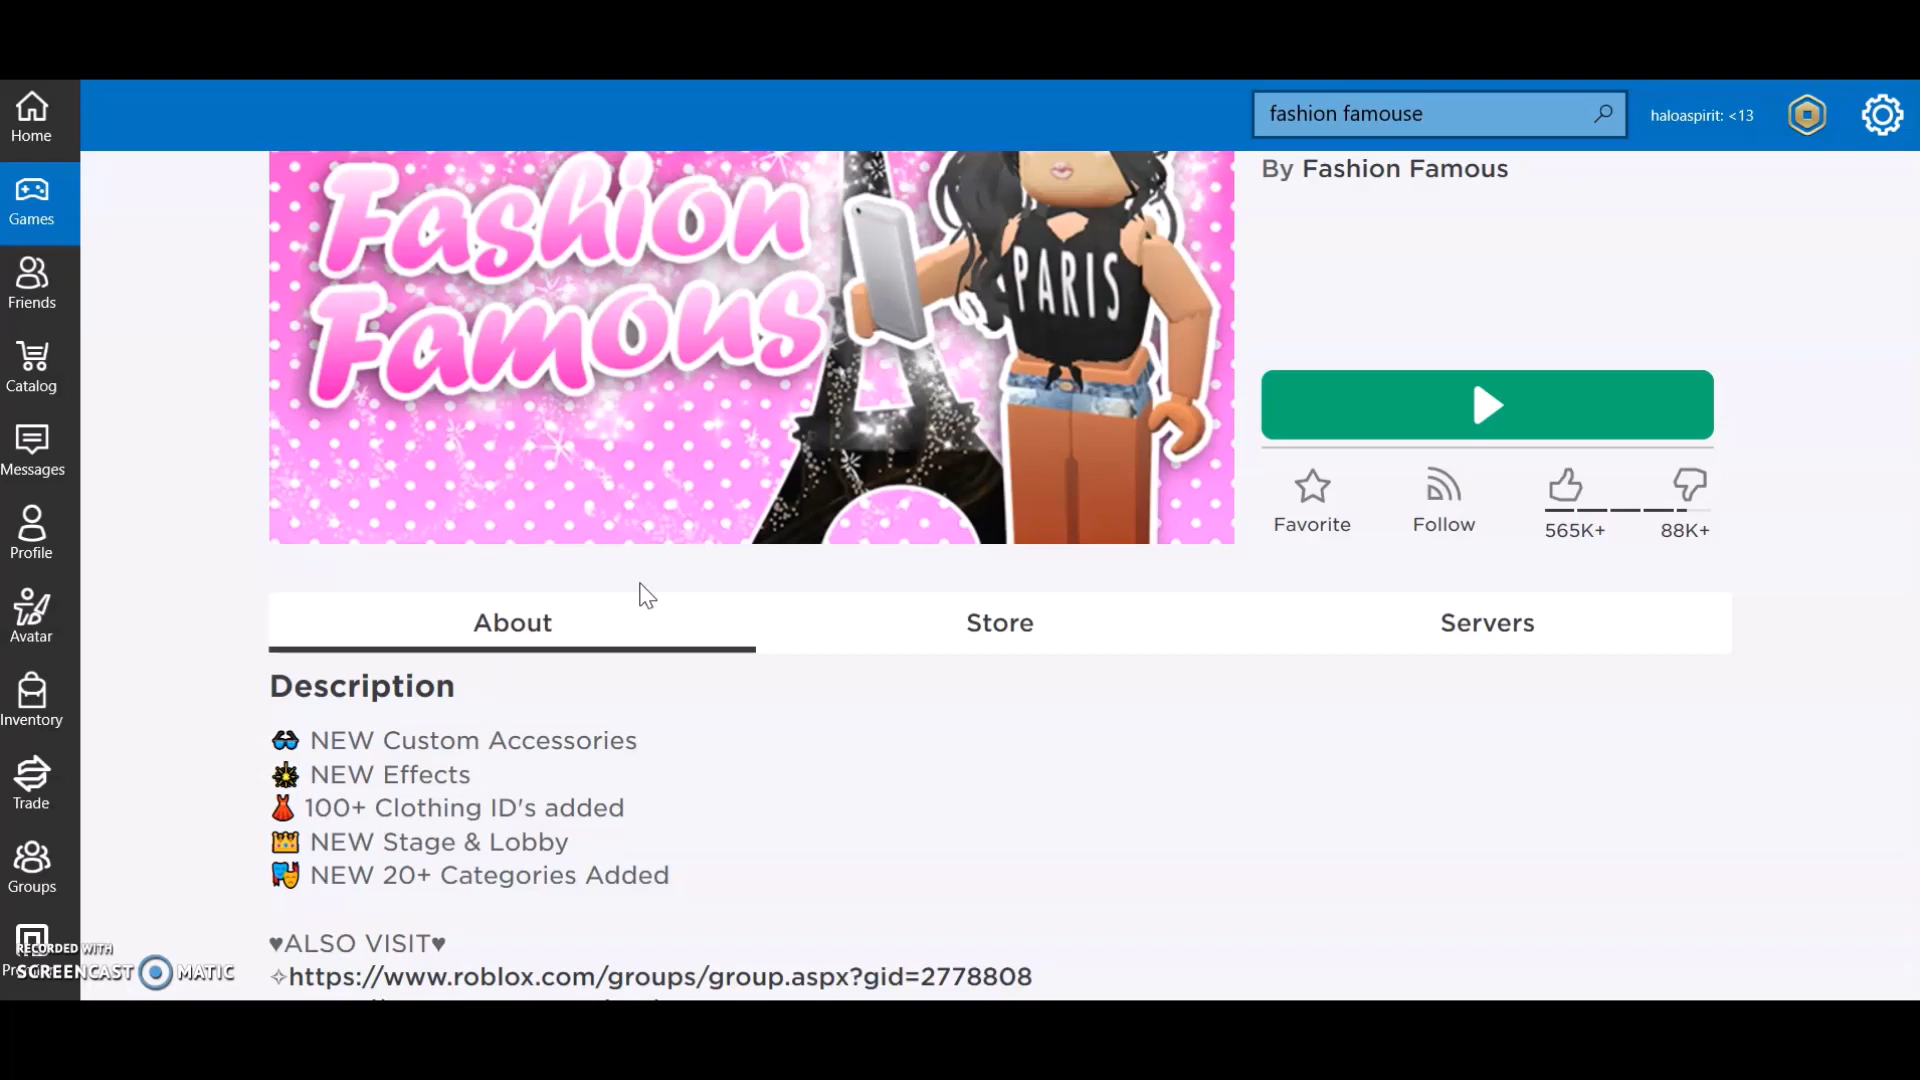 Home
Games
Friends
Catalog
Messages
Profile
Avatar
Inventory
Trade
Groups
fashion famouse
haloaspirit: <13
Fashion
Famous
PARIS
By Fashion Famous
Favorite
Follow
565K+
88K+
About
Store
Servers
Description
NEW Custom Accessories
NEW Effects
100+ Clothing ID's added
NEW Stage & Lobby
NEW 20+ Categories Added
♥ALSO VISIT♥
✧https://www.roblox.com/groups/group.aspx?gid=2778808
RECORDED WITH
SCREENCAST MATIC